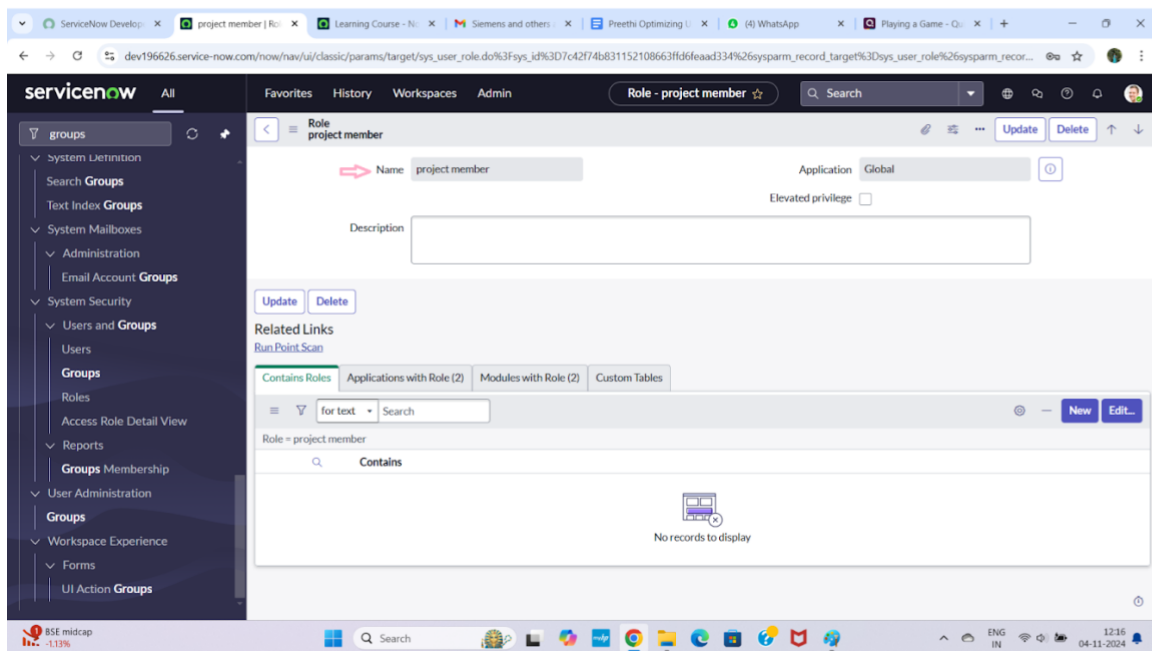 ServiceNow Develop
project member | Rol
Learning Course - N
Siemens and others
Preethi Optimizing U
(4) WhatsApp
Playing a Game - Qu
dev196626.service-now.com/now/nav/ui/classic/params/target/sys_user_role.do%3Fsys_id%3D7c42f74b831152108663ffd6feaad334%26sysparm_record_target%3Dsys_user_role%26sysparm_recor...
servicenow All Favorites History Workspaces Admin Role - project member Search
groups
System Definition
Search Groups
Text Index Groups
System Mailboxes
Administration
Email Account Groups
System Security
Users and Groups
Users
Groups
Roles
Access Role Detail View
Reports
Groups Membership
User Administration
Groups
Workspace Experience
Forms
UI Action Groups
Role
project member
Update Delete
Name project member Application Global
Elevated privilege
Description
Update Delete
Related Links
Run Point Scan
Contains Roles Applications with Role (2) Modules with Role (2) Custom Tables
for text Search New Edit...
Role = project member
Contains
No records to display
BSE midcap
-1.13%
Search
ENG
IN
12:16
04-11-2024